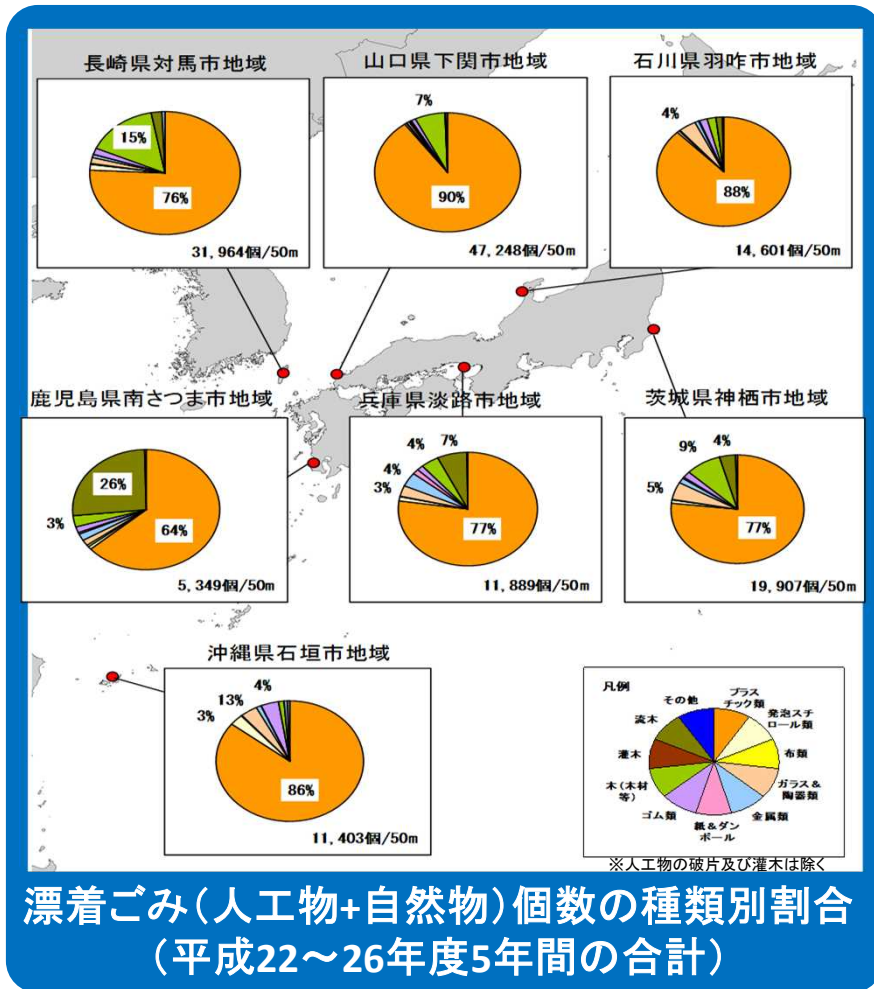 長崎県対馬市地域
15%
76%
31,964個/50m
山口県下関市地域
7%
90%
47,248個/50m
石川県羽咋市地域
4%
88%
14,601個/50m
鹿児島県南さつま市地域
26%
3%
64%
5,349個/50m
兵庫県淡路市地域
4%
7%
4%
3%
77%
11,889個/50m
茨城県神栖市地域
9%
4%
5%
77%
19,907個/50m
沖縄県石垣市地域
4%
13%
3%
86%
11,403個/50m
凡例
プラス
チック類
発泡スチ
ロール類
布類
ガラス&
陶器類
金属類
紙&ダン
ボール
ゴム類
木(木材
等)
灌木
流木
その他
※人工物の破片及び灌木は除く
漂着ごみ(人工物+自然物)個数の種類別割合
(平成22~26年度5年間の合計)